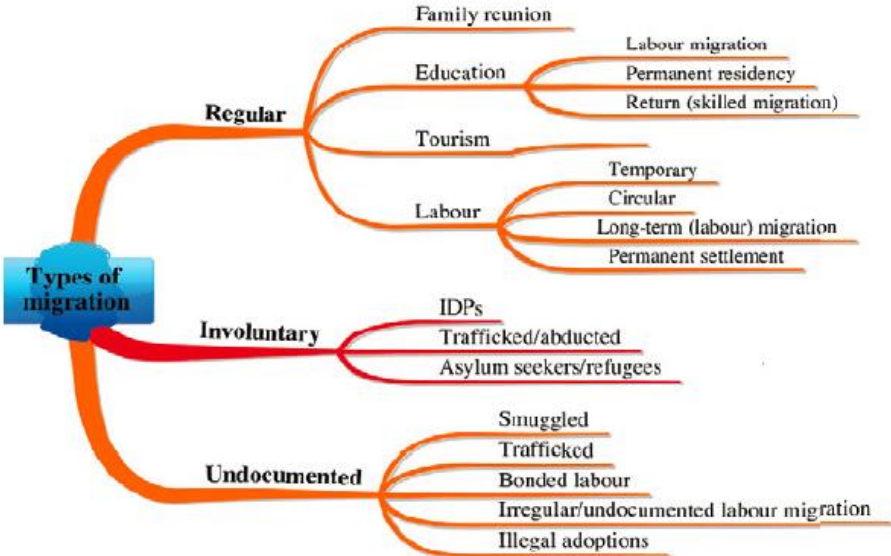 Types of
migration
Regular
Family reunion
Education
Labour migration
Permanent residency
Return (skilled migration)
Tourism
Labour
Temporary
Circular
Long-term (labour) migration
Permanent settlement
Involuntary
IDPs
Trafficked/abducted
Asylum seekers/refugees
Undocumented
Smuggled
Trafficked
Bonded labour
Irregular/undocumented labour migration
Illegal adoptions